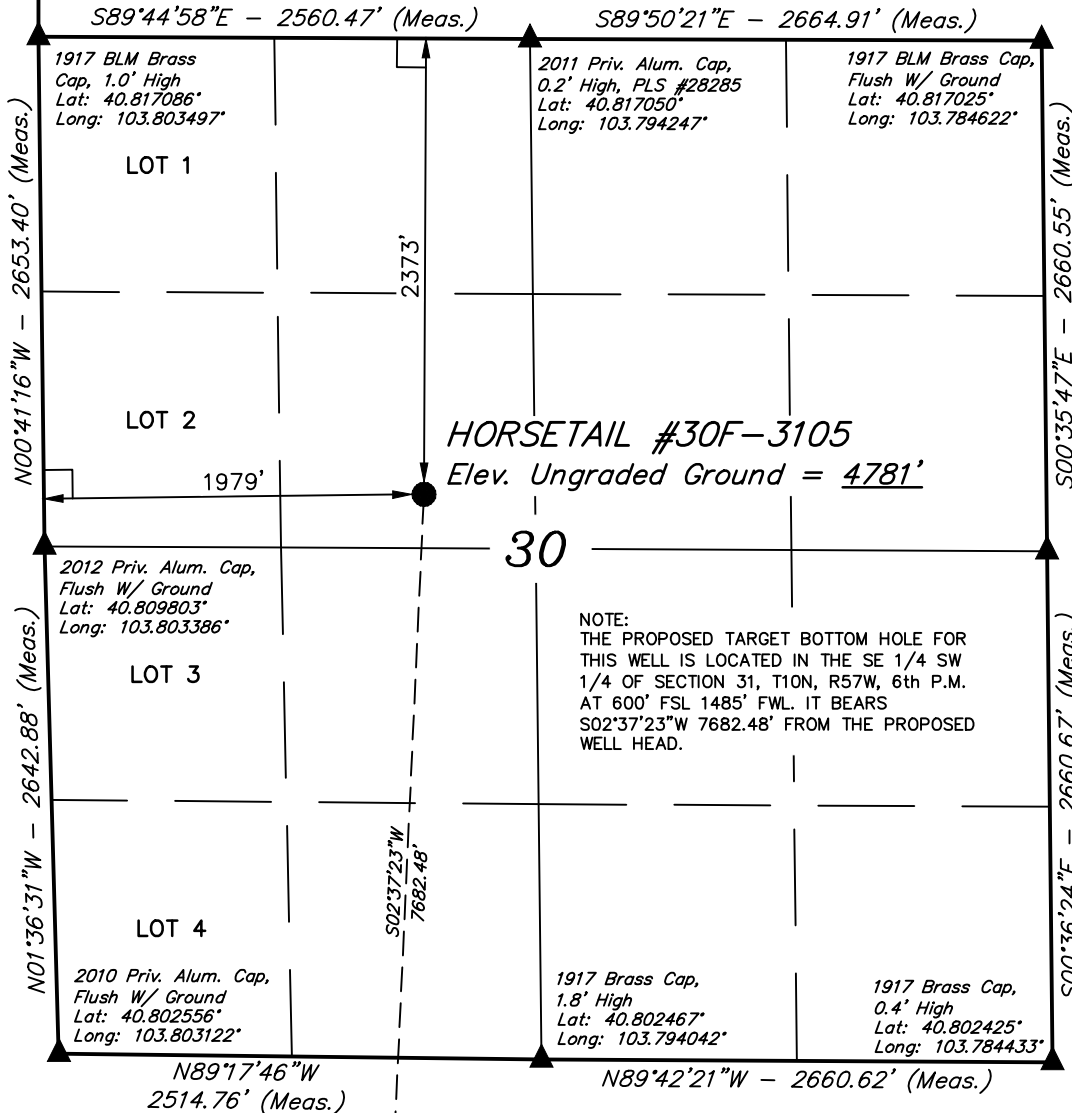 S89°44'58"E - 2560.47' (Meas.)
S89°50'21"E - 2664.91' (Meas.)
1917 BLM Brass
Cap, 1.0' High
Lat: 40.817086°
Long: 103.803497°
2011 Priv. Alum. Cap,
0.2' High, PLS #28285
Lat: 40.817050°
Long: 103.794247°
1917 BLM Brass Cap,
Flush W/ Ground
Lat: 40.817025°
Long: 103.784622°
LOT 1
N00°41'16"W - 2653.40' (Meas.)
2373'
S00°35'47"E - 2660.55' (Meas.)
LOT 2
HORSETAIL #30F-3105
Elev. Ungraded Ground = 4781'
1979'
30
2012 Priv. Alum. Cap,
Flush W/ Ground
Lat: 40.809803°
Long: 103.803386°
LOT 3
NOTE:
THE PROPOSED TARGET BOTTOM HOLE FOR
THIS WELL IS LOCATED IN THE SE 1/4 SW
1/4 OF SECTION 31, T10N, R57W, 6th P.M.
AT 600' FSL 1485' FWL. IT BEARS
S02°37'23"W 7682.48' FROM THE PROPOSED
WELL HEAD.
N01°36'31"W - 2642.88' (Meas.)
S02°37'23"W
7682.48'
S00°36'24"E - 2660.67' (Meas.)
LOT 4
2010 Priv. Alum. Cap,
Flush W/ Ground
Lat: 40.802556°
Long: 103.803122°
1917 Brass Cap,
1.8' High
Lat: 40.802467°
Long: 103.794042°
1917 Brass Cap,
0.4' High
Lat: 40.802425°
Long: 103.784433°
N89°17'46"W
2514.76' (Meas.)
N89°42'21"W - 2660.62' (Meas.)